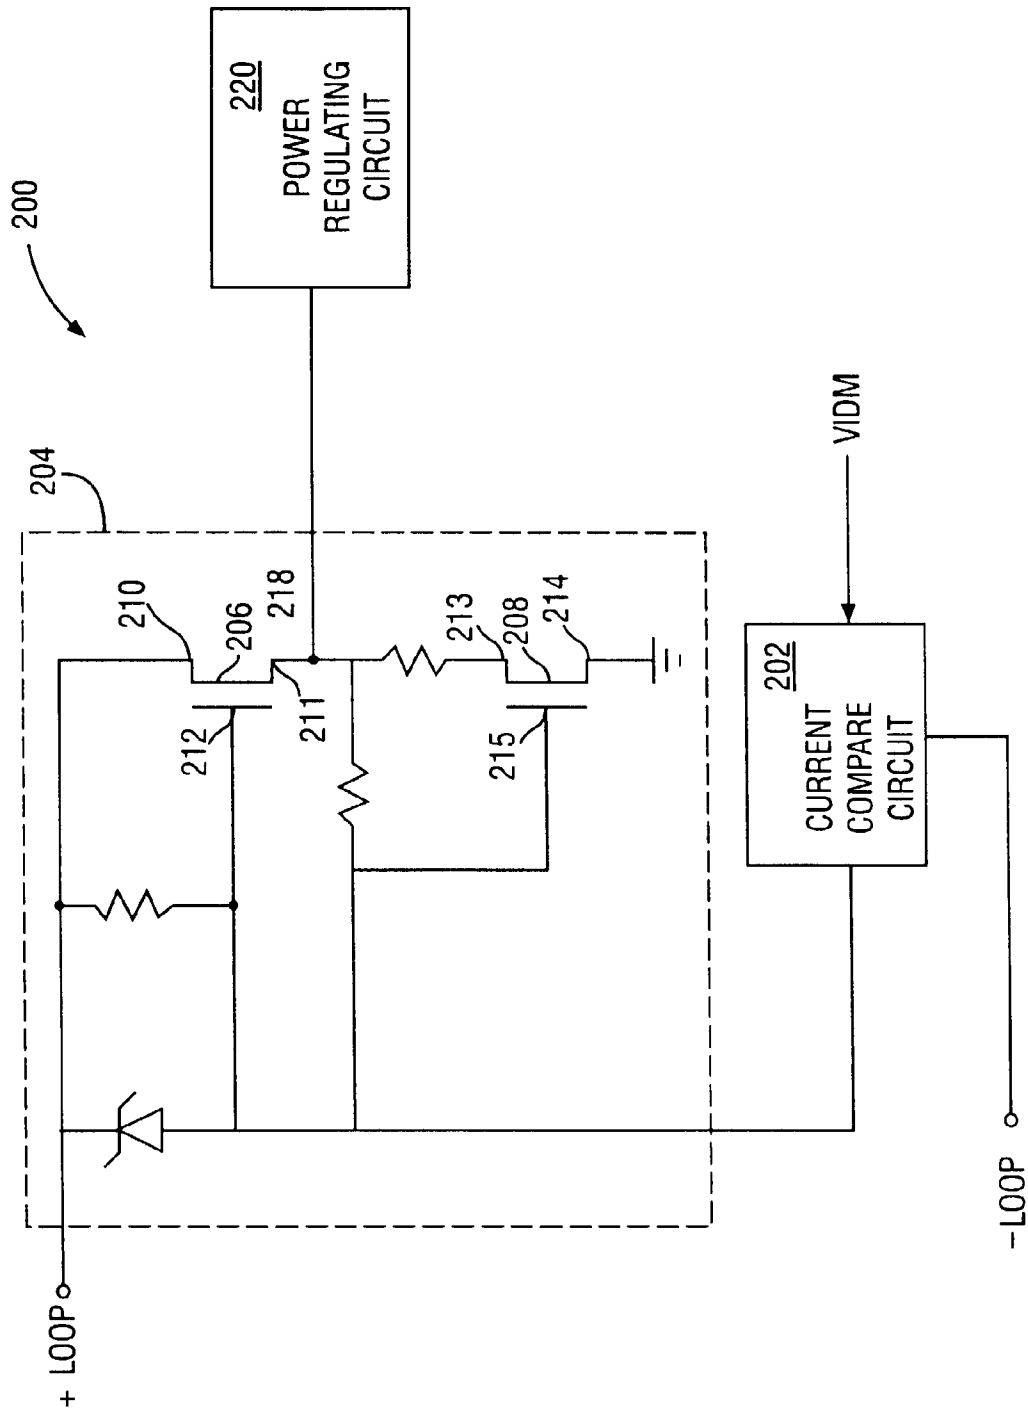 200
204
220
POWER
REGULATING
CIRCUIT
210
206
218
212
211
213
208
214
215
VIDM
202
CURRENT
COMPARE
CIRCUIT
+ LOOP
-LOOP